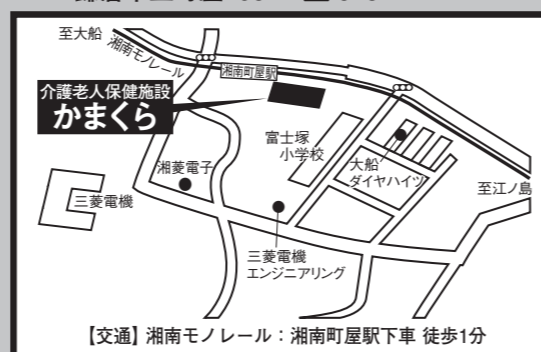 至大船
湘南モノレール
湘南町屋駅
介護老人保健施設
かまくら
富士塚
小学校
大船
ダイヤハイツ
至江ノ島
湘菱電子
三菱電機
三菱電機
エンジニアリング
【交通】湘南モノレール：湘南町屋駅下車 徒歩1分